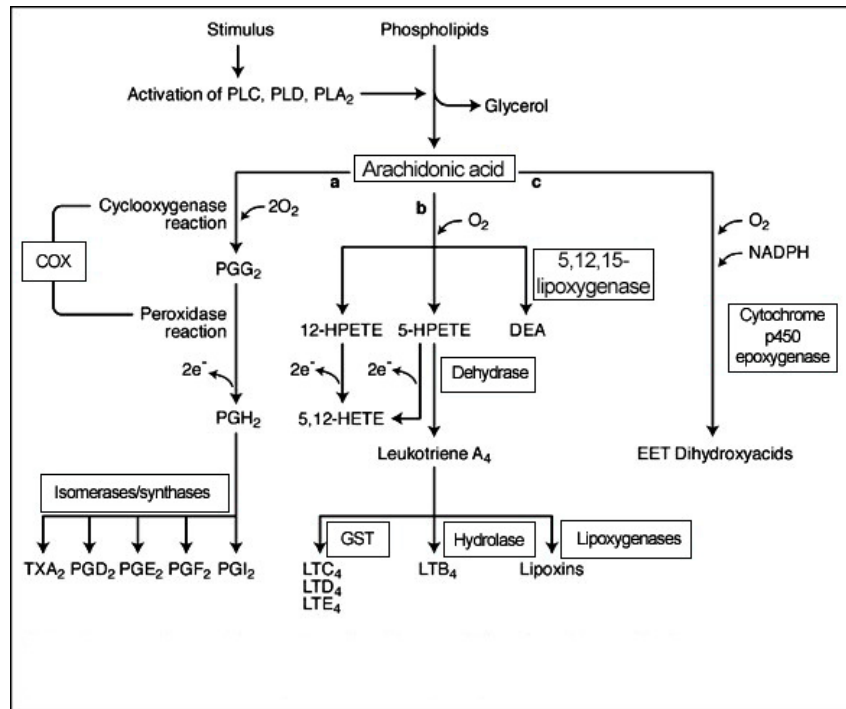 Stimulus
Phospholipids
Activation of PLC, PLD, PLA₂
Glycerol
Arachidonic acid
a
b
c
Cyclooxygenase
reaction
2O₂
COX
PGG₂
Peroxidase
reaction
2e⁻
PGH₂
Isomerases/synthases
TXA₂ PGD₂ PGE₂ PGF₂ PGI₂
O₂
5,12,15-
lipoxygenase
12-HPETE
5-HPETE
DEA
2e⁻
2e⁻
Dehydrase
5,12-HETE
Leukotriene A₄
GST
Hydrolase
Lipoxygenases
LTC₄
LTD₄
LTE₄
LTB₄
Lipoxins
O₂
NADPH
Cytochrome
p450
epoxygenase
EET Dihydroxyacids